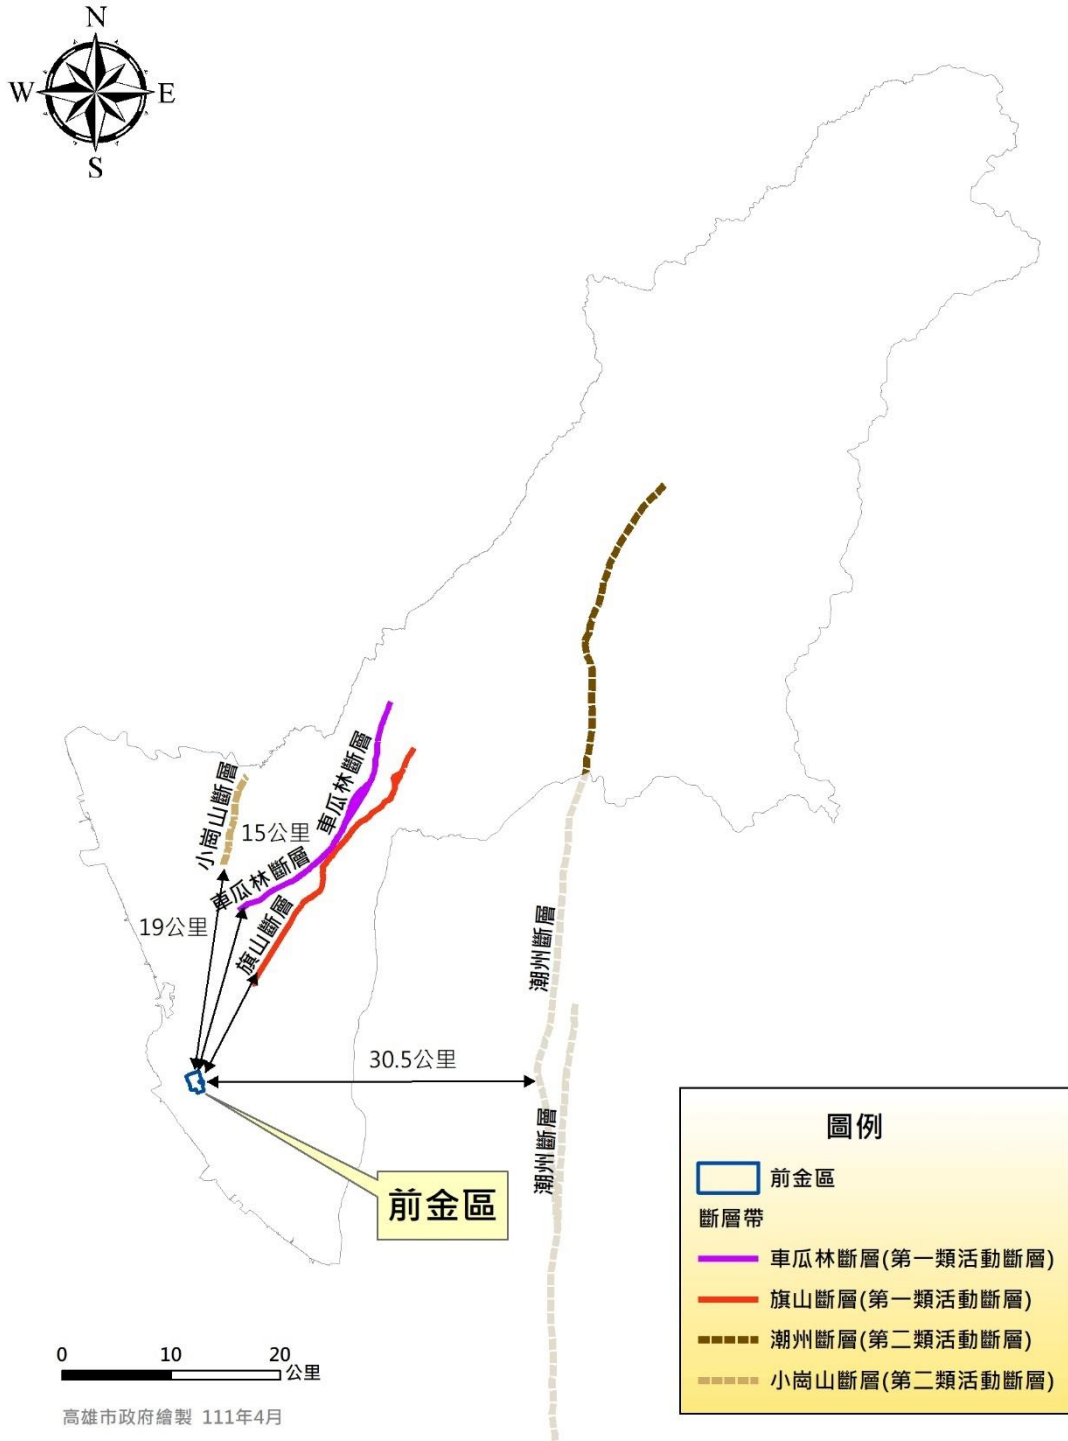 N
W
E
S
小崗山斷層
車瓜林斷層
15公里
車瓜林斷層
19公里
旗山斷層
潮州斷層
30.5公里
潮州斷層
前金區
圖例
前金區
斷層帶
車瓜林斷層(第一類活動斷層)
旗山斷層(第一類活動斷層)
潮州斷層(第二類活動斷層)
小崗山斷層(第二類活動斷層)
0 10 20
公里
高雄市政府繪製 111年4月